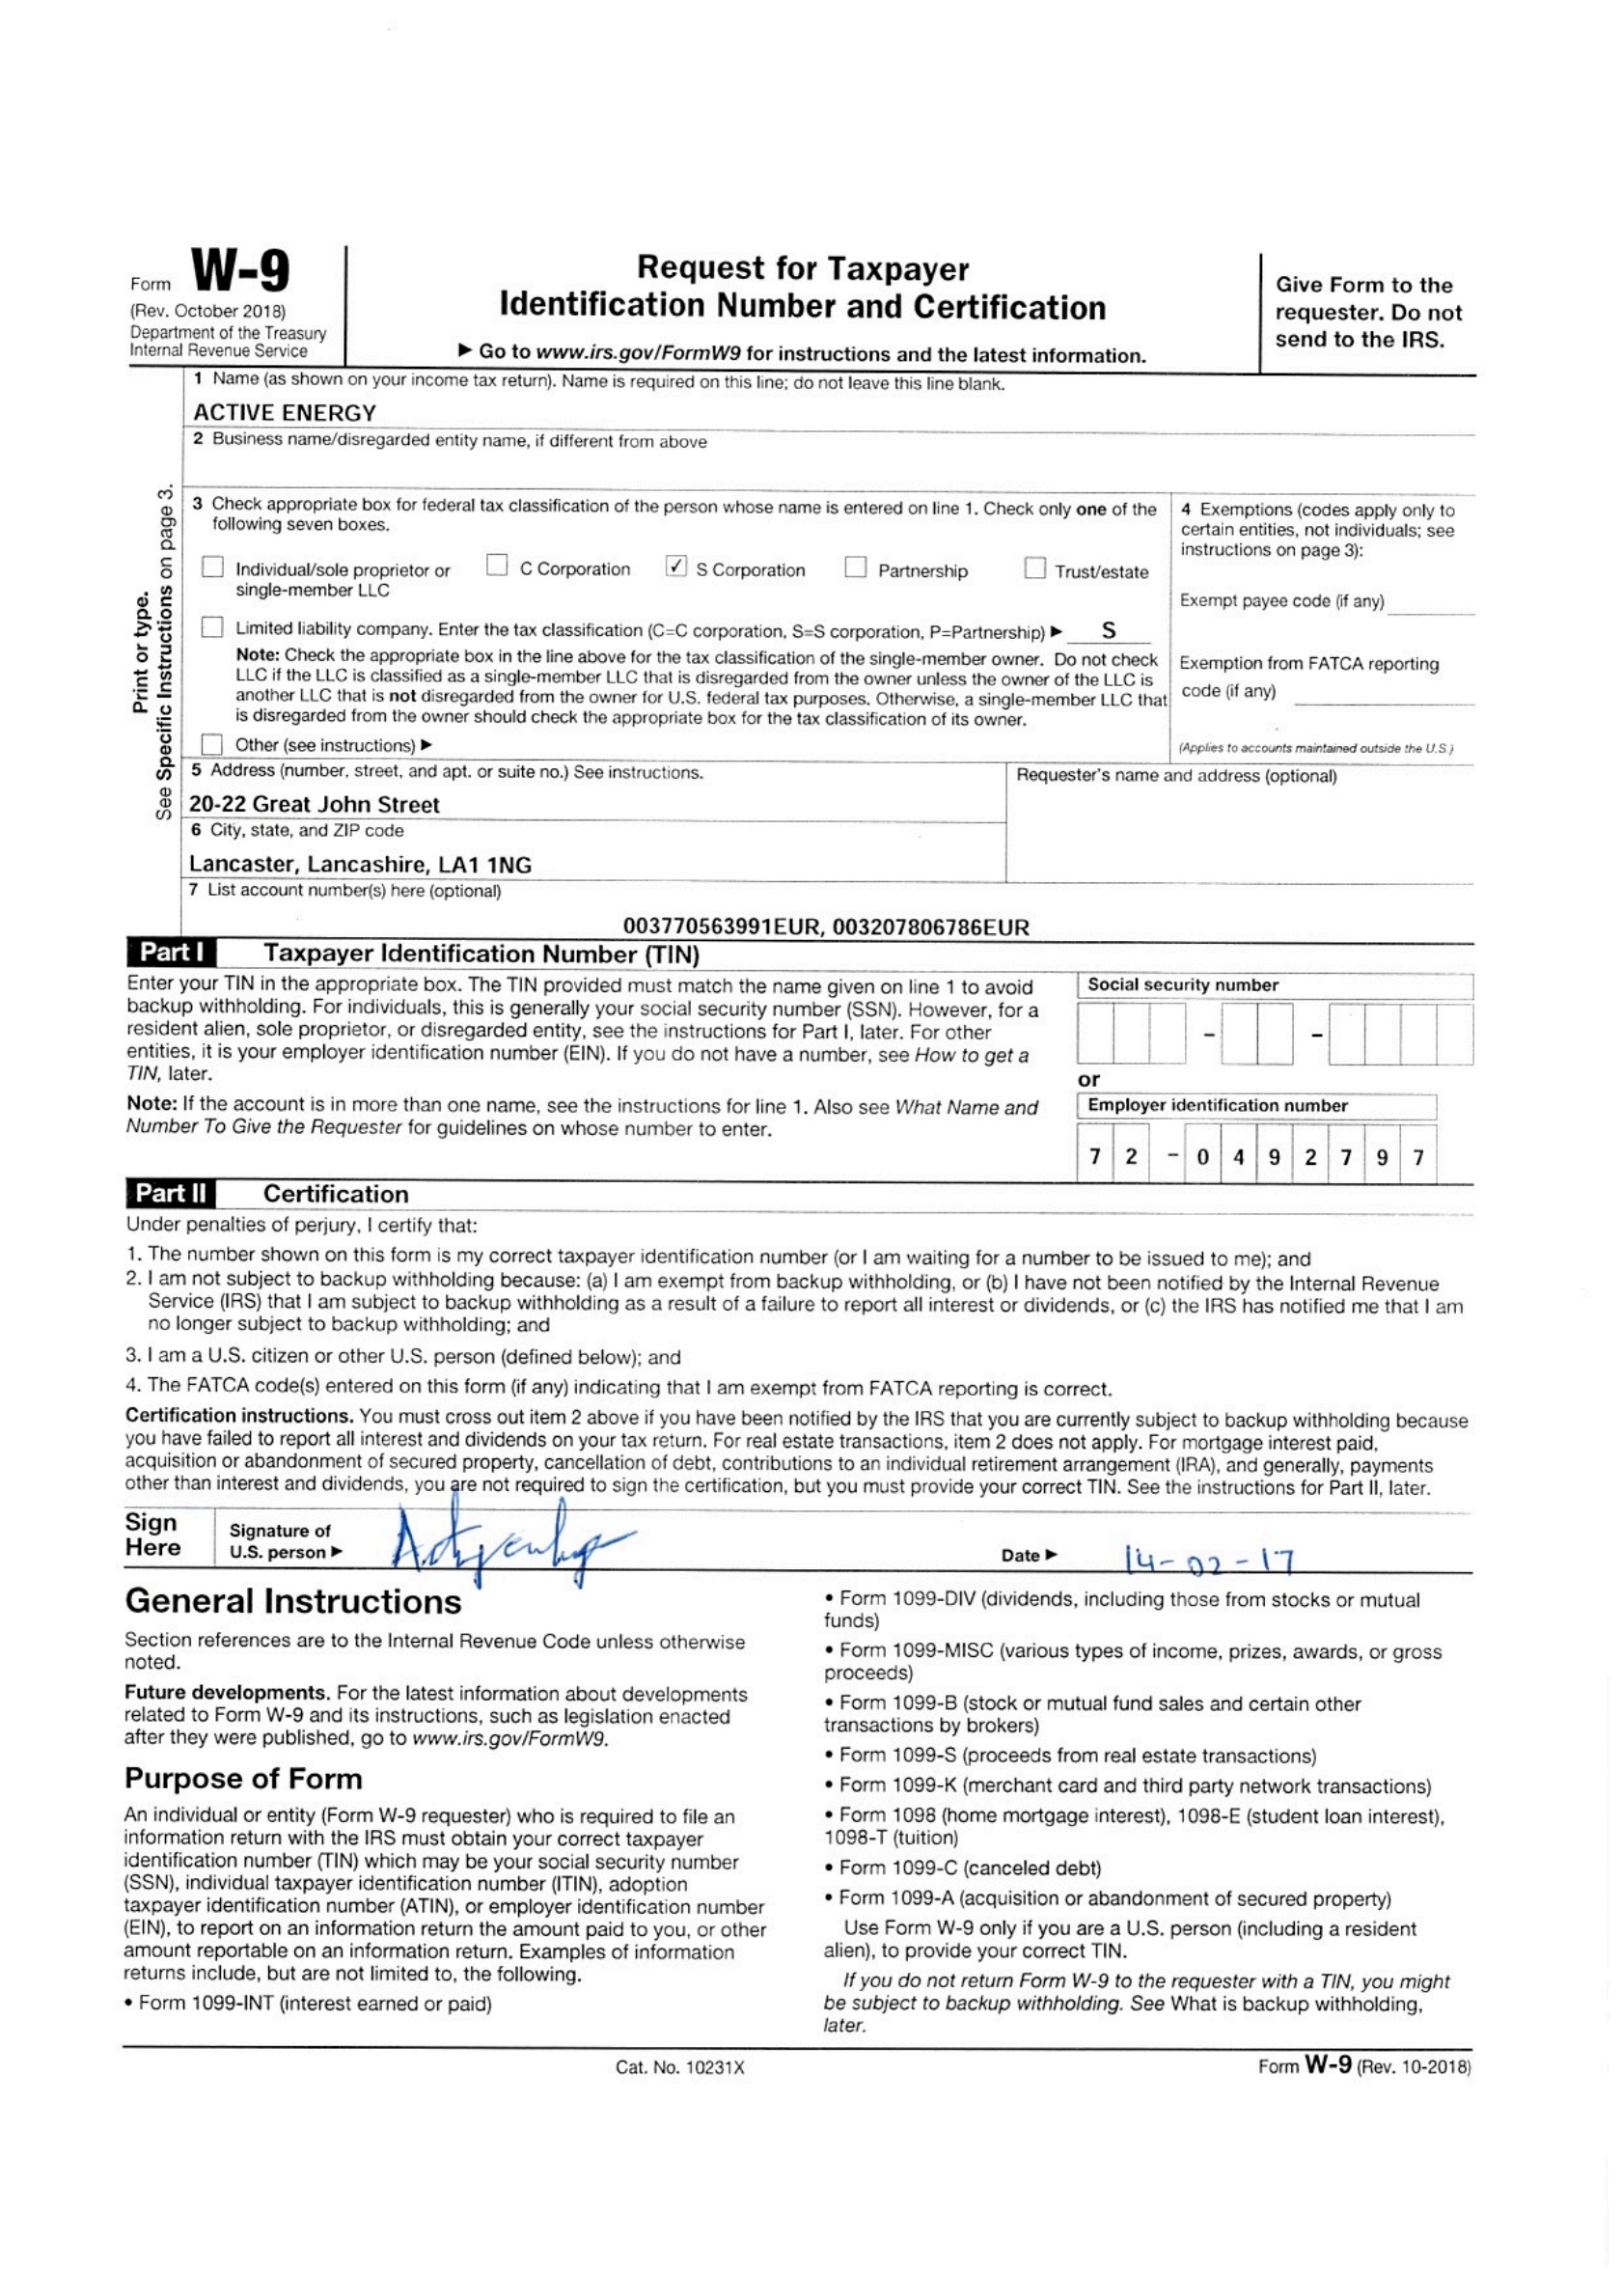 Form W-9
(Rev. October 2018)
Department of the Treasury
Internal Revenue Service
Request for Taxpayer
Identification Number and Certification
▶ Go to www.irs.gov/FormW9 for instructions and the latest information.
Give Form to the
requester. Do not
send to the IRS.
Print or type.
See Specific Instructions on page 3.
1 Name (as shown on your income tax return). Name is required on this line; do not leave this line blank.
ACTIVE ENERGY
2 Business name/disregarded entity name, if different from above
3 Check appropriate box for federal tax classification of the person whose name is entered on line 1. Check only one of the
following seven boxes.
Individual/sole proprietor or
single-member LLC
C Corporation
✓ S Corporation
Partnership
Trust/estate
Limited liability company. Enter the tax classification (C=C corporation, S=S corporation, P=Partnership) ▶ S
Note: Check the appropriate box in the line above for the tax classification of the single-member owner. Do not check
LLC if the LLC is classified as a single-member LLC that is disregarded from the owner unless the owner of the LLC is
another LLC that is not disregarded from the owner for U.S. federal tax purposes. Otherwise, a single-member LLC that
is disregarded from the owner should check the appropriate box for the tax classification of its owner.
Other (see instructions) ▶
4 Exemptions (codes apply only to
certain entities, not individuals; see
instructions on page 3):
Exempt payee code (if any)
Exemption from FATCA reporting
code (if any)
(Applies to accounts maintained outside the U.S.)
5 Address (number, street, and apt. or suite no.) See instructions.
20-22 Great John Street
6 City, state, and ZIP code
Lancaster, Lancashire, LA1 1NG
Requester's name and address (optional)
7 List account number(s) here (optional)
003770563991EUR, 003207806786EUR
Part I Taxpayer Identification Number (TIN)
Enter your TIN in the appropriate box. The TIN provided must match the name given on line 1 to avoid
backup withholding. For individuals, this is generally your social security number (SSN). However, for a
resident alien, sole proprietor, or disregarded entity, see the instructions for Part I, later. For other
entities, it is your employer identification number (EIN). If you do not have a number, see How to get a
TIN, later.
Note: If the account is in more than one name, see the instructions for line 1. Also see What Name and
Number To Give the Requester for guidelines on whose number to enter.
Social security number
- -
or
Employer identification number
7 2 - 0 4 9 2 7 9 7
Part II Certification
Under penalties of perjury, I certify that:
1. The number shown on this form is my correct taxpayer identification number (or I am waiting for a number to be issued to me); and
2. I am not subject to backup withholding because: (a) I am exempt from backup withholding, or (b) I have not been notified by the Internal Revenue
Service (IRS) that I am subject to backup withholding as a result of a failure to report all interest or dividends, or (c) the IRS has notified me that I am
no longer subject to backup withholding; and
3. I am a U.S. citizen or other U.S. person (defined below); and
4. The FATCA code(s) entered on this form (if any) indicating that I am exempt from FATCA reporting is correct.
Certification instructions. You must cross out item 2 above if you have been notified by the IRS that you are currently subject to backup withholding because
you have failed to report all interest and dividends on your tax return. For real estate transactions, item 2 does not apply. For mortgage interest paid,
acquisition or abandonment of secured property, cancellation of debt, contributions to an individual retirement arrangement (IRA), and generally, payments
other than interest and dividends, you are not required to sign the certification, but you must provide your correct TIN. See the instructions for Part II, later.
Sign
Here
Signature of
U.S. person ▶
Date ▶ 14-02-17
General Instructions
Section references are to the Internal Revenue Code unless otherwise
noted.
Future developments. For the latest information about developments
related to Form W-9 and its instructions, such as legislation enacted
after they were published, go to www.irs.gov/FormW9.
Purpose of Form
An individual or entity (Form W-9 requester) who is required to file an
information return with the IRS must obtain your correct taxpayer
identification number (TIN) which may be your social security number
(SSN), individual taxpayer identification number (ITIN), adoption
taxpayer identification number (ATIN), or employer identification number
(EIN), to report on an information return the amount paid to you, or other
amount reportable on an information return. Examples of information
returns include, but are not limited to, the following.
• Form 1099-INT (interest earned or paid)
• Form 1099-DIV (dividends, including those from stocks or mutual
funds)
• Form 1099-MISC (various types of income, prizes, awards, or gross
proceeds)
• Form 1099-B (stock or mutual fund sales and certain other
transactions by brokers)
• Form 1099-S (proceeds from real estate transactions)
• Form 1099-K (merchant card and third party network transactions)
• Form 1098 (home mortgage interest), 1098-E (student loan interest),
1098-T (tuition)
• Form 1099-C (canceled debt)
• Form 1099-A (acquisition or abandonment of secured property)
Use Form W-9 only if you are a U.S. person (including a resident
alien), to provide your correct TIN.
If you do not return Form W-9 to the requester with a TIN, you might
be subject to backup withholding. See What is backup withholding,
later.
Cat. No. 10231X
Form W-9 (Rev. 10-2018)